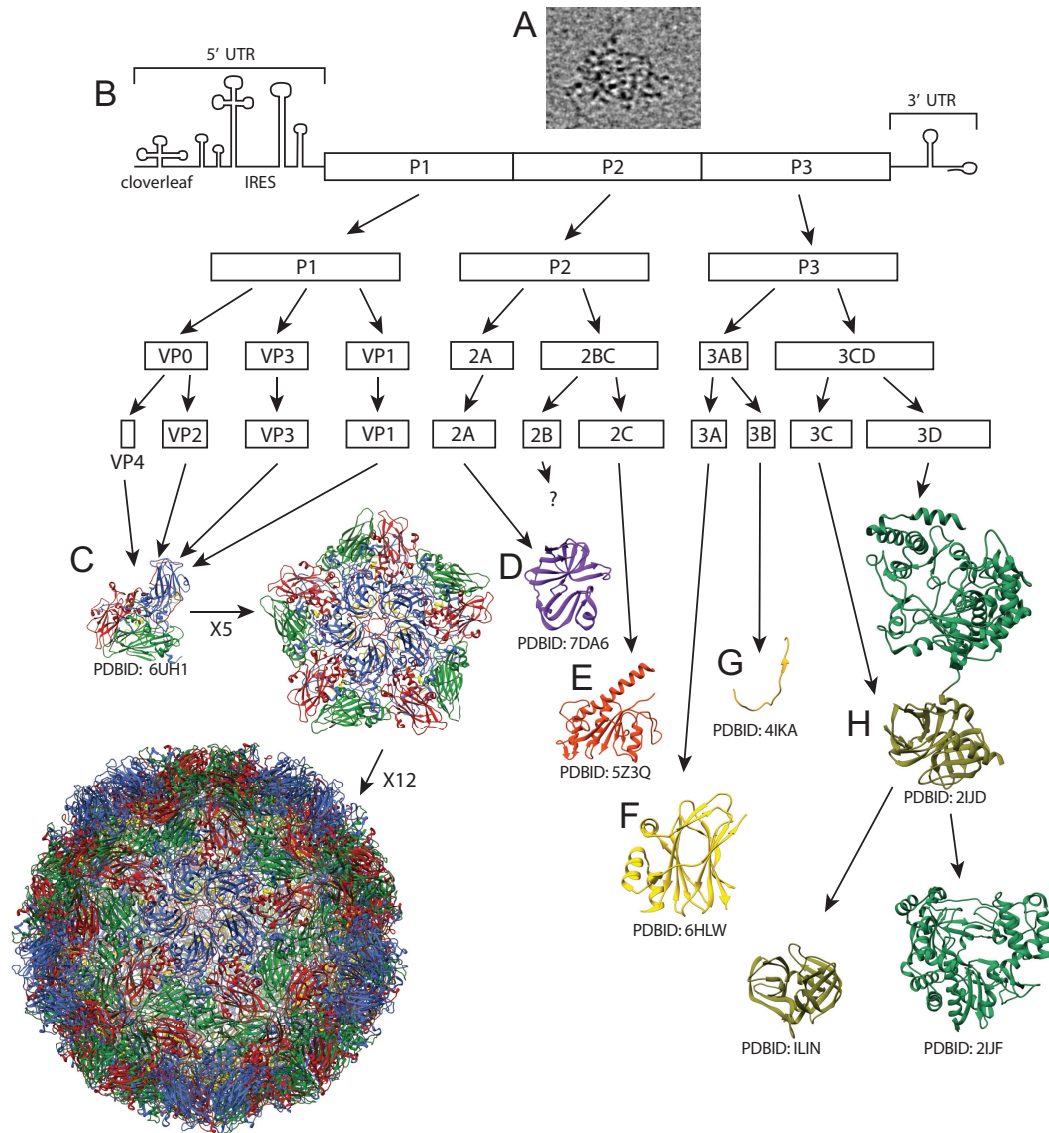 A
5′ UTR
B
3′ UTR
cloverleaf
IRES
P1
P2
P3
P1
P2
P3
VP0
VP3
VP1
2A
2BC
3AB
3CD
VP4
VP2
VP3
VP1
2A
2B
2C
3A
3B
3C
3D
?
C
X5
PDBID: 6UH1
D
PDBID: 7DA6
E
PDBID: 5Z3Q
G
PDBID: 4IKA
H
PDBID: 2IJD
X12
F
PDBID: 6HLW
PDBID: ILIN
PDBID: 2IJF